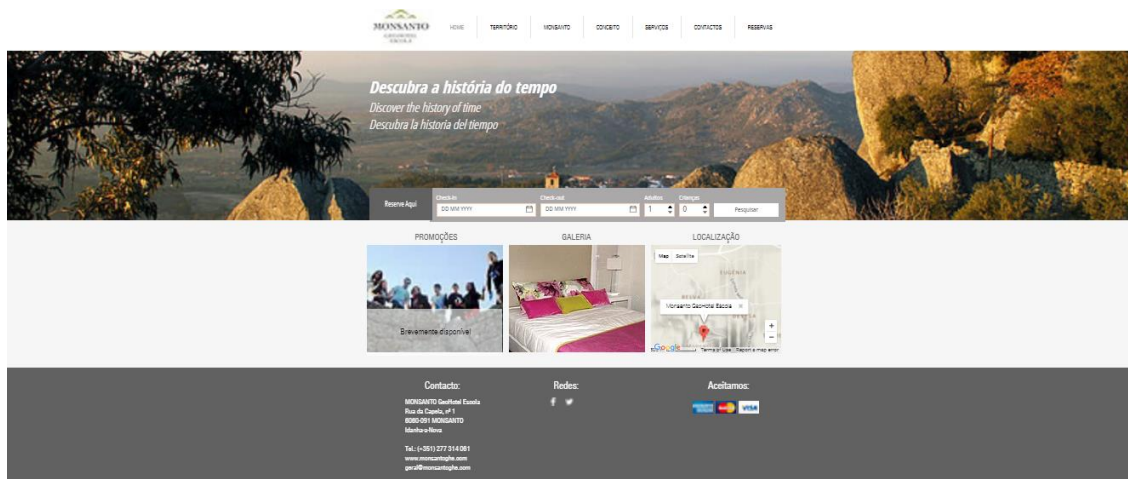 MONSANTO
GEOHOTEL
ESCOLA
HOME
TERRITÓRIO
MONSANTO
CONCEITO
SERVIÇOS
CONTACTOS
RESERVAS
Descubra a história do tempo
Discover the history of time
Descubra la historia del tiempo
Reserve Aqui
Check-in
DD MM YYYY
Check-out
DD MM YYYY
Adultos
1
Crianças
0
Pesquisar
PROMOÇÕES
GALERIA
LOCALIZAÇÃO
Brevemente disponível
Map
Satellite
EUGÉNIA
Monsanto GeoHotel Escola
×
+
−
Google
Terms of Use
Report a map error
Contacto:
MONSANTO GeoHotel Escola
Rua da Capela, nº 1
6060-091 MONSANTO
Idanha-a-Nova
Tel.: (+351) 277 314 061
www.monsantoghe.com
geral@monsantoghe.com
Redes:
Aceitamos:
VISA